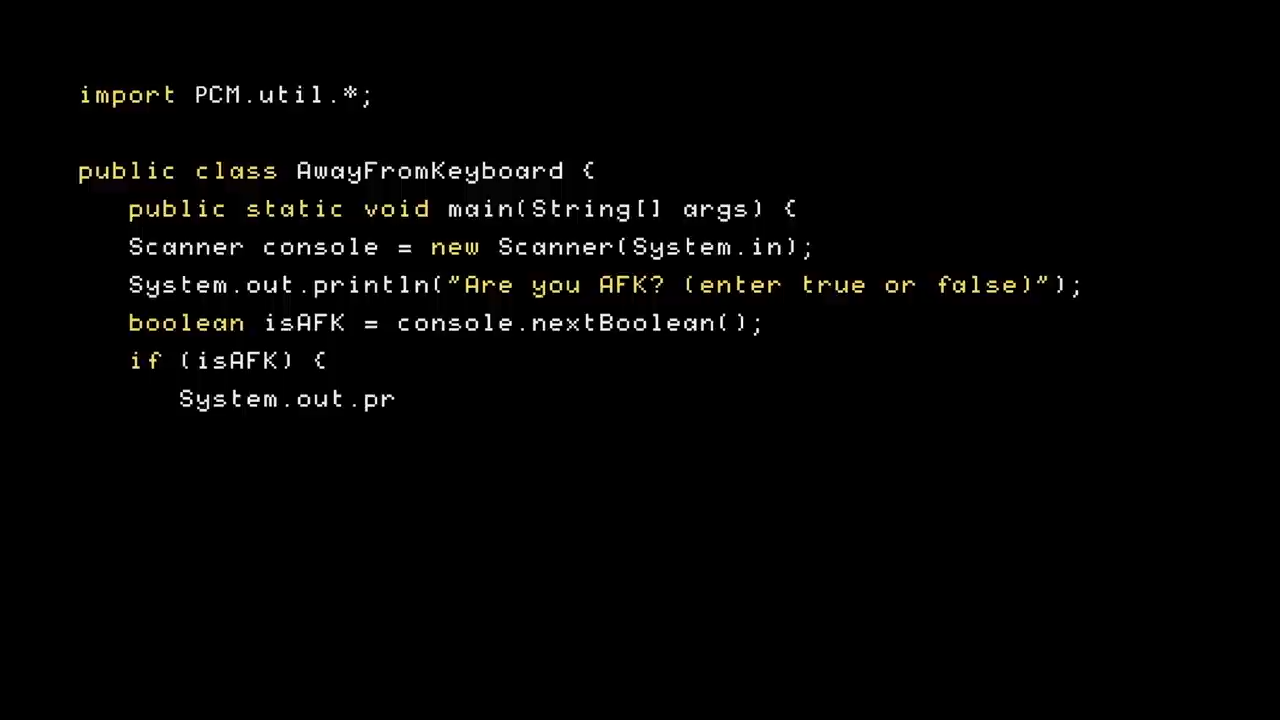 import PCM.util.*;
public class AwayFromKeyboard {
public static void main(String[] args) {
Scanner console = new Scanner(System.in);
System.out.println("Are you AFK? (enter true or false)");
boolean isAFK = console.nextBoolean();
if (isAFK) {
System.out.pr